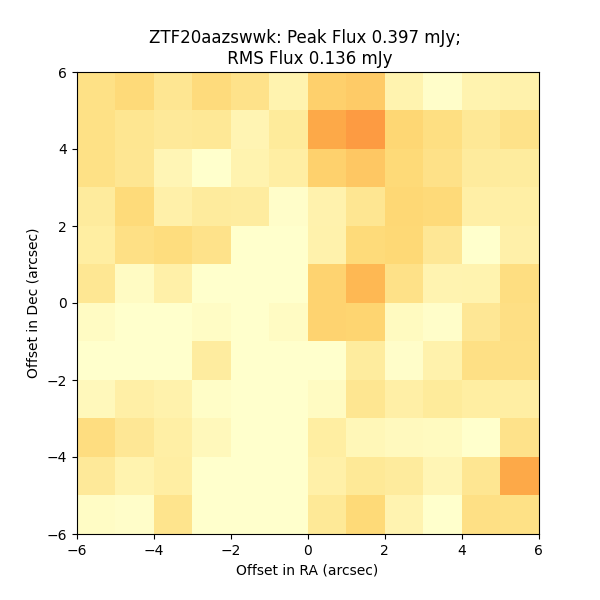 ZTF20aazswwk: Peak Flux 0.397 mJy;
RMS Flux 0.136 mJy
6
4
2
0
−2
−4
−6
Offset in Dec (arcsec)
−6 −4 −2 0 2 4 6
Offset in RA (arcsec)